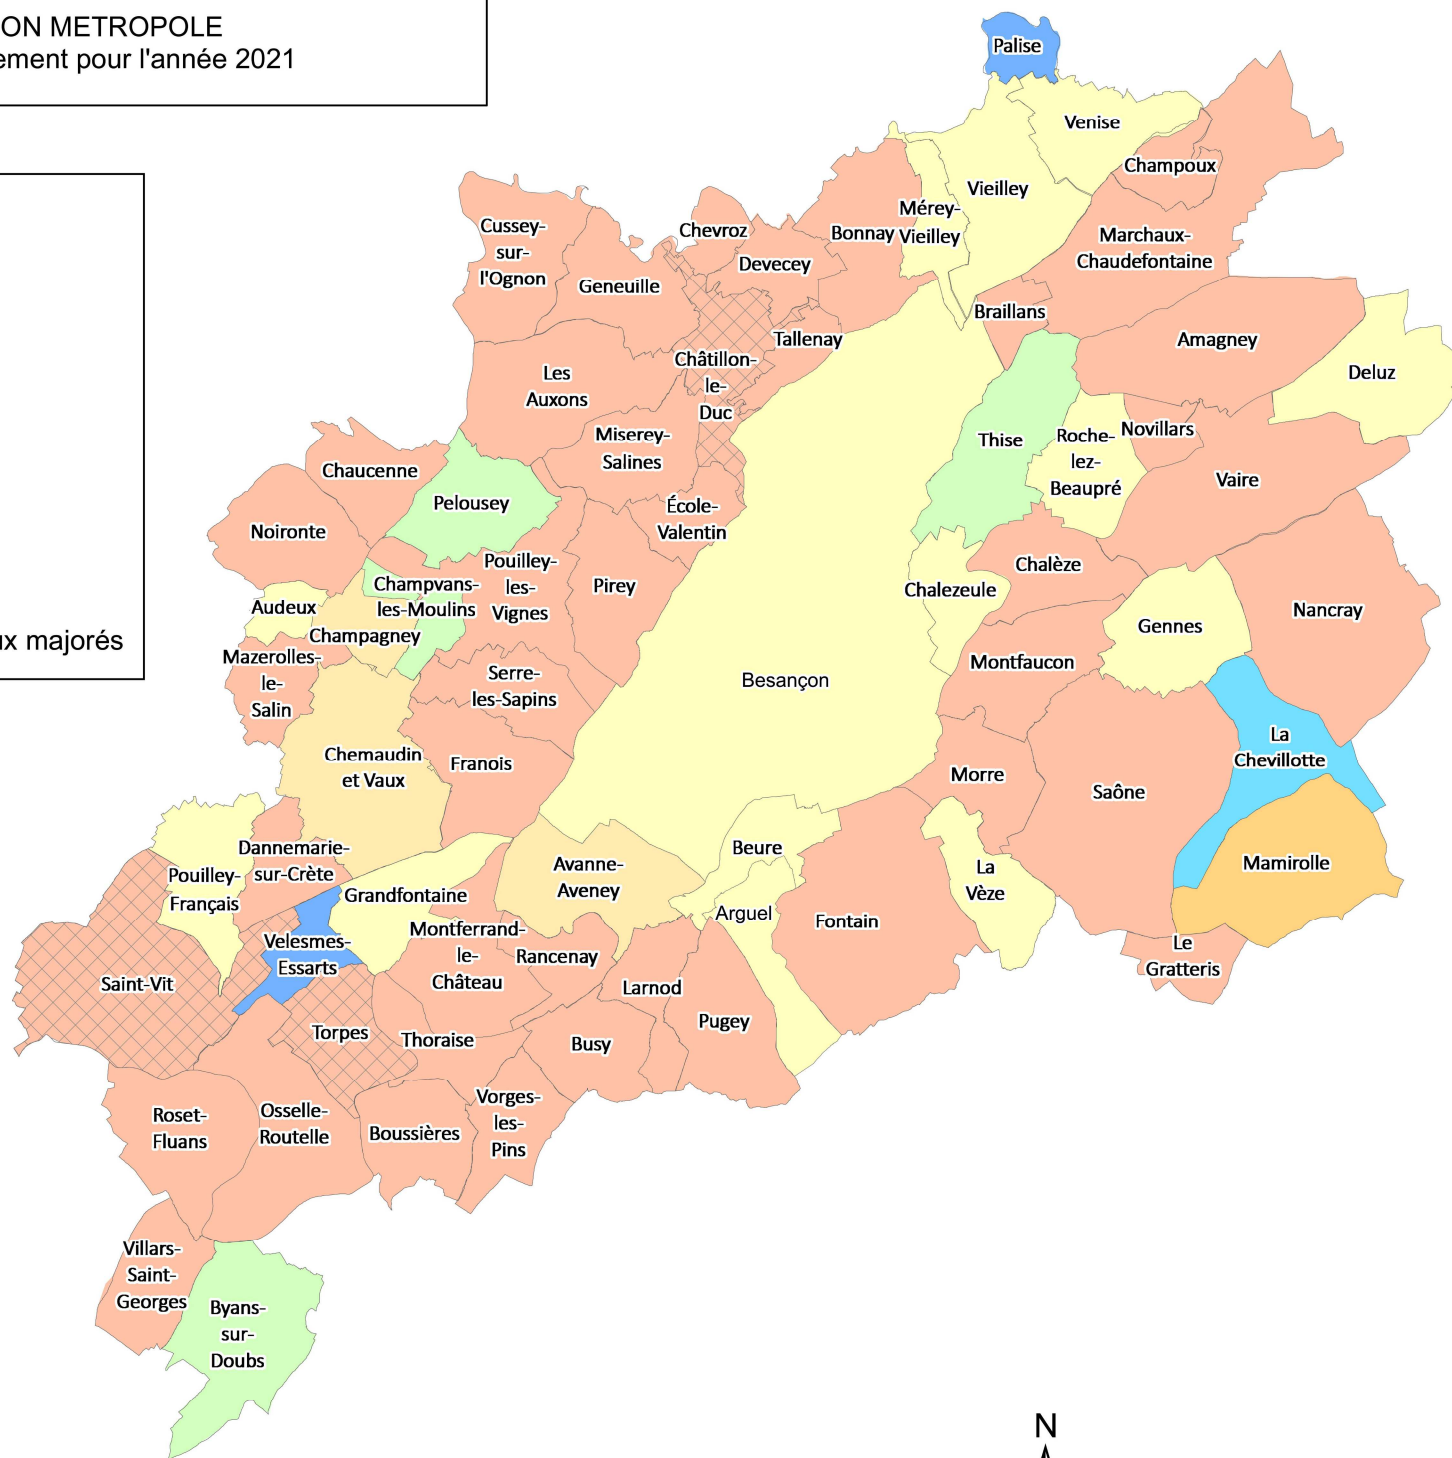 ON METROPOLE
ement pour l'année 2021
ux majorés
Palise
Venise
Champoux
Vieilley
Mérey-
Vieilley
Bonnay
Marchaux-
Chaudefontaine
Cussey-
sur-
l'Ognon
Chevroz
Devecey
Geneuille
Braillans
Tallenay
Amagney
Deluz
Châtillon-
le-
Duc
Les
Auxons
Miserey-
Salines
Thise
Roche-
lez-
Beaupré
Novillars
Vaire
Chaucenne
Pelousey
École-
Valentin
Noironte
Pouilley-
les-
Vignes
Pirey
Champvans-
les-Moulins
Audeux
Champagney
Chalezeule
Chalèze
Nancray
Gennes
Montfaucon
Mazerolles-
le-
Salin
Serre-
les-Sapins
Besançon
Chemaudin
et Vaux
Franois
La
Chevillotte
Morre
Saône
Dannemarie-
sur-Crète
Pouilley-
Français
Grandfontaine
Avanne-
Aveney
Beure
Mamirolle
La
Vèze
Arguel
Fontain
Velesmes-
Essarts
Montferrand-
le-
Château
Rancenay
Le
Gratteris
Saint-Vit
Larnod
Pugey
Torpes
Thoraise
Busy
Roset-
Fluans
Osselle-
Routelle
Boussières
Vorges-
les-
Pins
Villars-
Saint-
Georges
Byans-
sur-
Doubs
N